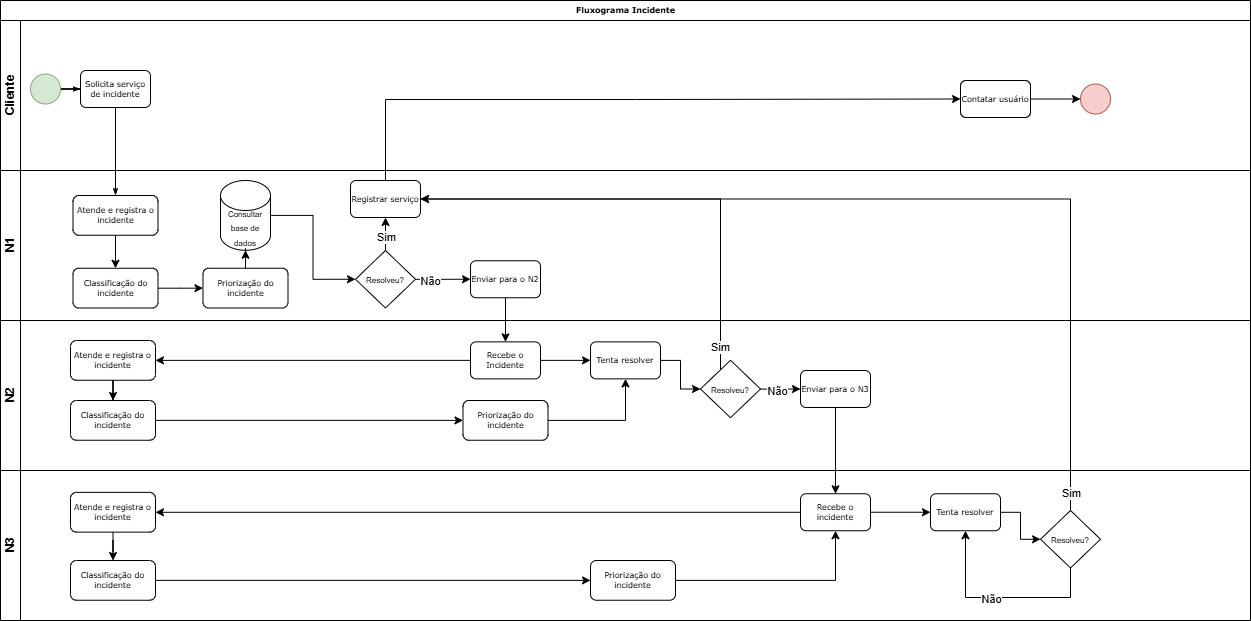 Fluxograma Incidente
Cliente
Solicita serviço
de incidente
Contatar usuário
N1
Atende e registra o
incidente
Consultar
base de
dados
Registrar serviço
Sim
Classificação do
incidente
Priorização do
incidente
Resolveu?
Não
Enviar para o N2
N2
Atende e registra o
incidente
Recebe o
Incidente
Tenta resolver
Sim
Resolveu?
Não
Enviar para o N3
Classificação do
incidente
Priorização do
incidente
N3
Atende e registra o
incidente
Recebe o
incidente
Tenta resolver
Sim
Resolveu?
Classificação do
incidente
Priorização do
incidente
Não